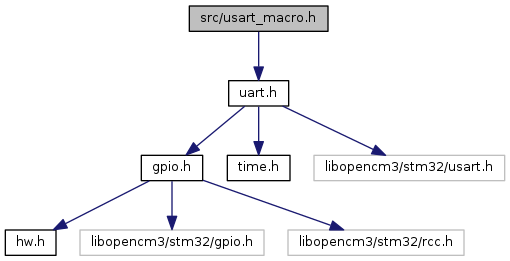 src/usart_macro.h
uart.h
gpio.h
time.h
libopencm3/stm32/usart.h
hw.h
libopencm3/stm32/gpio.h
libopencm3/stm32/rcc.h